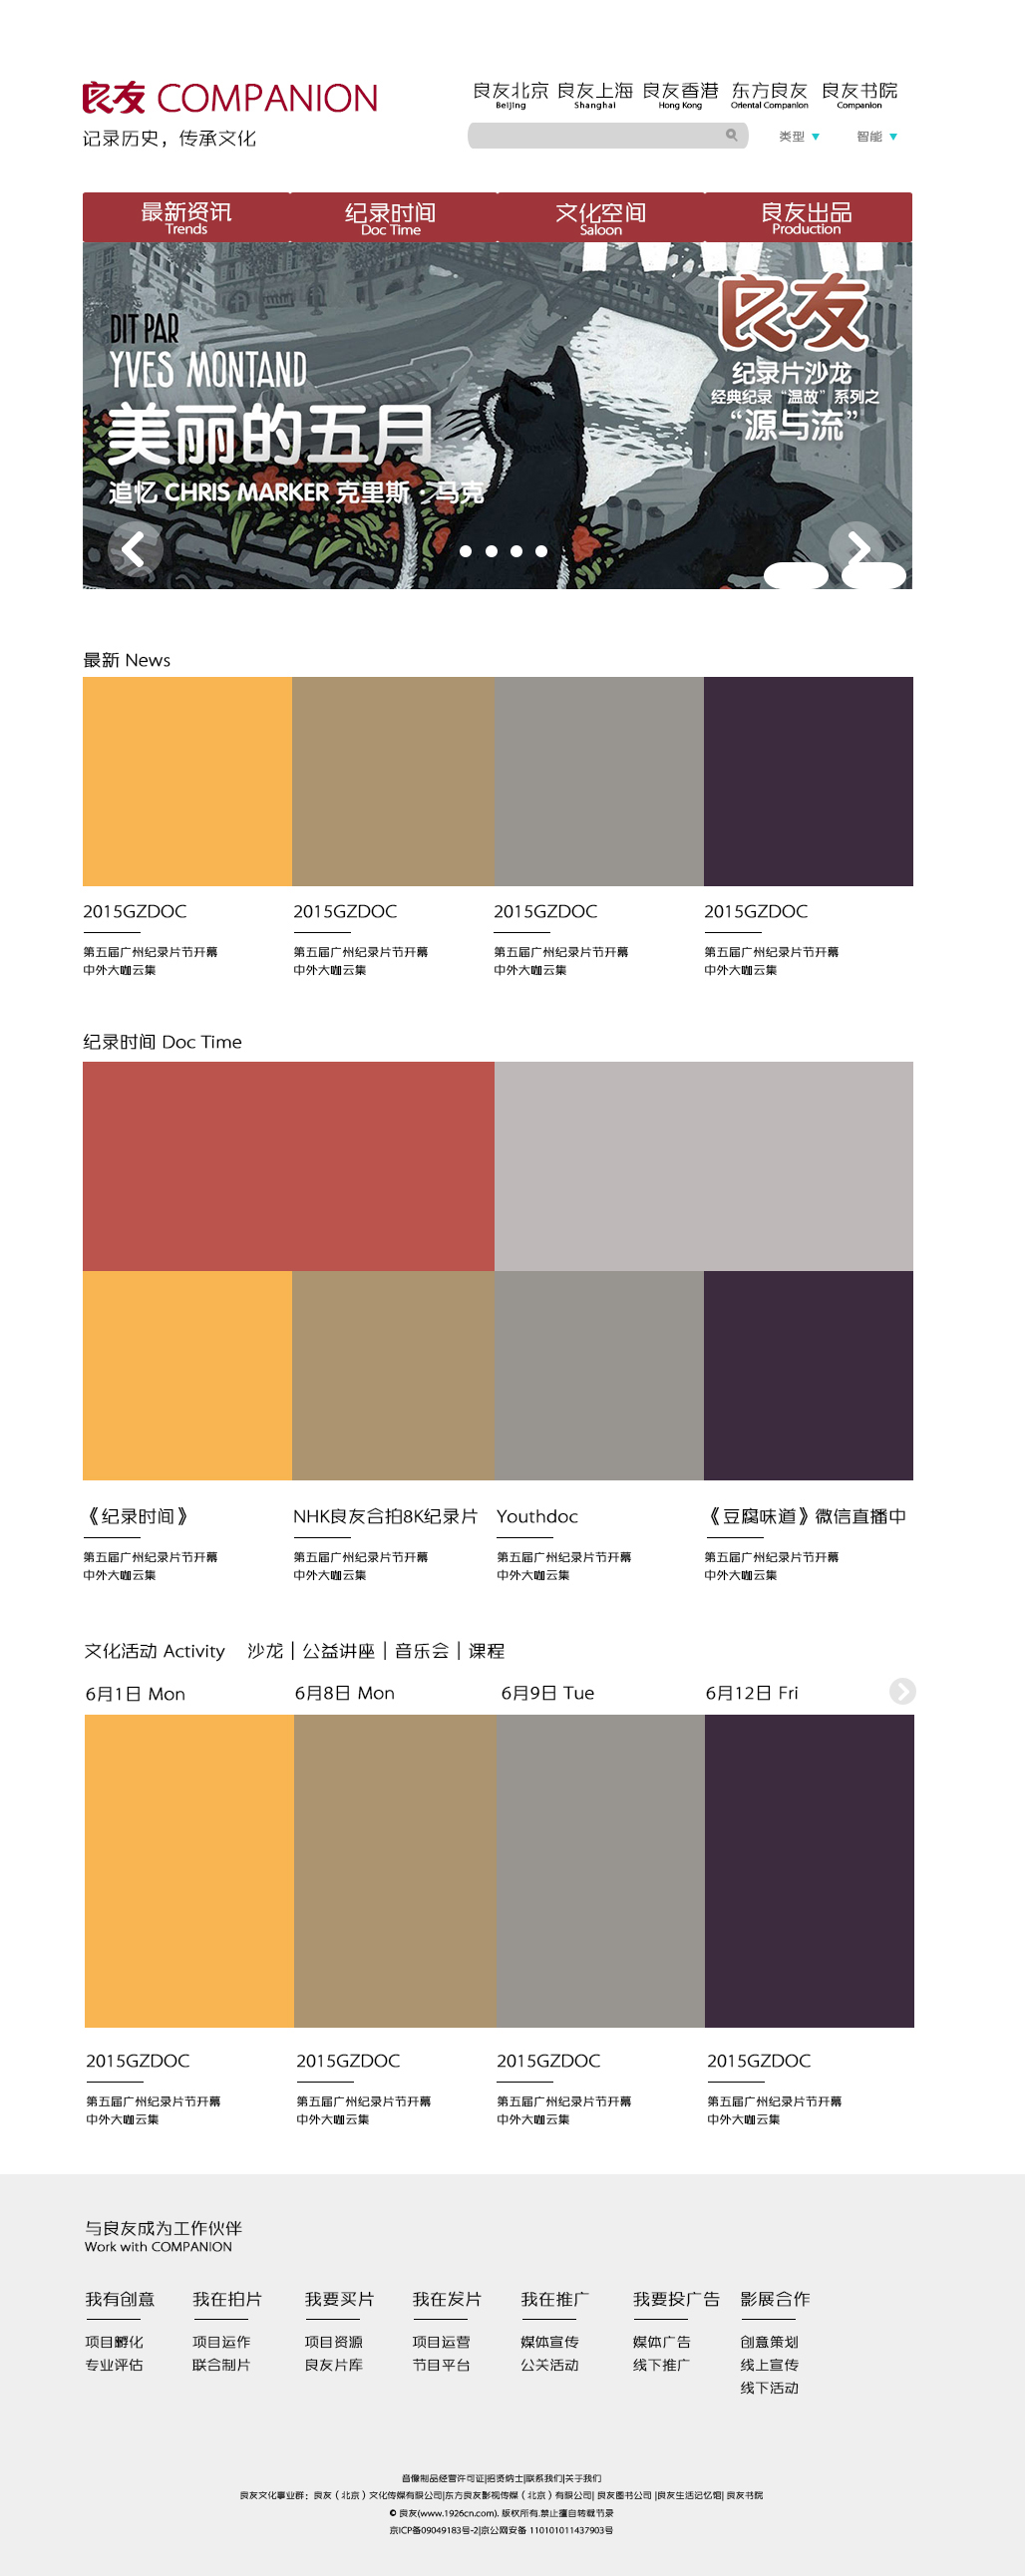 良友 COMPANION
记录历史，传承文化
良友北京 良友上海 良友香港 东方良友 良友书院
Beijing Shanghai Hong Kong Oriental Companion Companion
类型 智能
最新资讯 纪录时间 文化空间 良友出品
Trends Doc Time Saloon Production
良友
纪录片沙龙
经典纪录 “温故” 系列之
“源与流”
DIT PAR
YVES MONTAND
美丽的五月
追忆 CHRIS MARKER 克里斯 . 马克
最新 News
2015GZDOC 2015GZDOC 2015GZDOC 2015GZDOC
第五届广州纪录片节开幕 第五届广州纪录片节开幕 第五届广州纪录片节开幕 第五届广州纪录片节开幕
中外大咖云集 中外大咖云集 中外大咖云集 中外大咖云集
纪录时间 Doc Time
《纪录时间》 NHK良友合拍8K纪录片 Youthdoc 《豆腐味道》微信直播中
第五届广州纪录片节开幕 第五届广州纪录片节开幕 第五届广州纪录片节开幕 第五届广州纪录片节开幕
中外大咖云集 中外大咖云集 中外大咖云集 中外大咖云集
文化活动 Activity 沙龙｜公益讲座｜音乐会｜课程
6月1日 Mon 6月8日 Mon 6月9日 Tue 6月12日 Fri
2015GZDOC 2015GZDOC 2015GZDOC 2015GZDOC
第五届广州纪录片节开幕 第五届广州纪录片节开幕 第五届广州纪录片节开幕 第五届广州纪录片节开幕
中外大咖云集 中外大咖云集 中外大咖云集 中外大咖云集
与良友成为工作伙伴
Work with COMPANION
我有创意 我在拍片 我要买片 我在发片 我在推广 我要投广告 影展合作
项目孵化 项目运作 项目资源 项目运营 媒体宣传 媒体广告 创意策划
专业评估 联合制片 良友片库 节目平台 公关活动 线下推广 线上宣传
线下活动
音像制品经营许可证|招贤纳士|联系我们|关于我们
良友文化事业群：良友（北京）文化传媒有限公司|东方良友影视传媒（北京）有限公司| 良友图书公司 |良友生活记忆馆| 良友书院
© 良友(www.1926cn.com). 版权所有.禁止擅自转载节录
京ICP备09049183号-2|京公网安备 110101011437903号